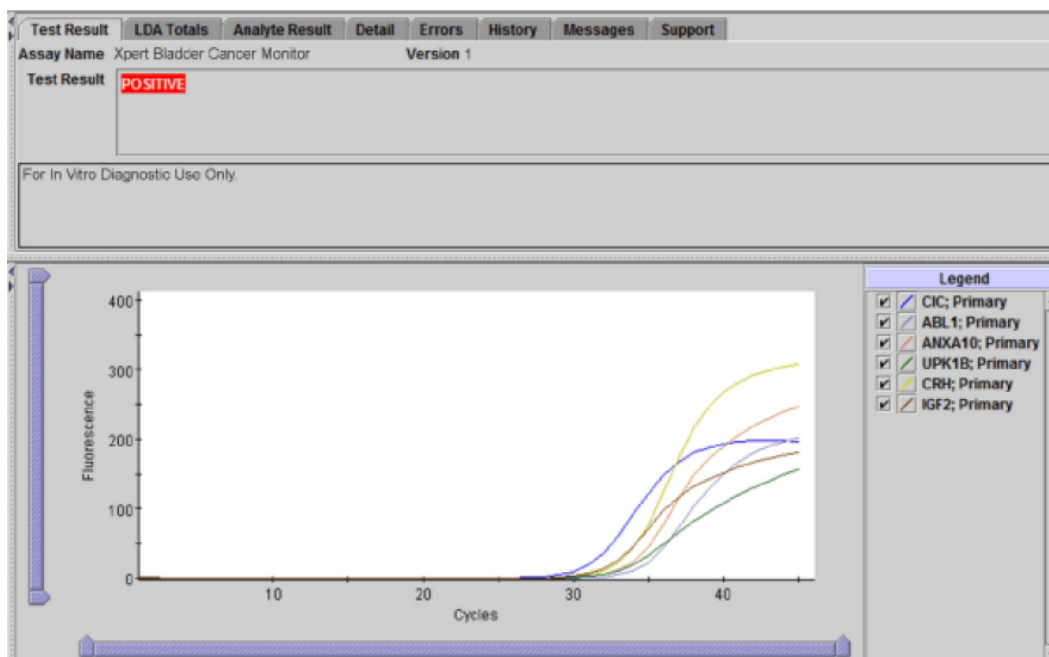 Test Result LDA Totals Analyte Result Detail Errors History Messages Support
Assay Name Xpert Bladder Cancer Monitor Version 1
Test Result POSITIVE
For In Vitro Diagnostic Use Only.
400
300
200
100
0
Fluorescence
10 20 30 40
Cycles
Legend
CIC; Primary
ABL1; Primary
ANXA10; Primary
UPK1B; Primary
CRH; Primary
IGF2; Primary